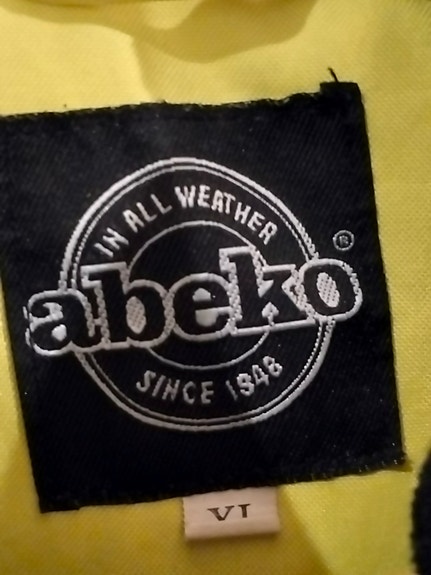 IN ALL WEATHER
®
abeko
SINCE 1948
VI